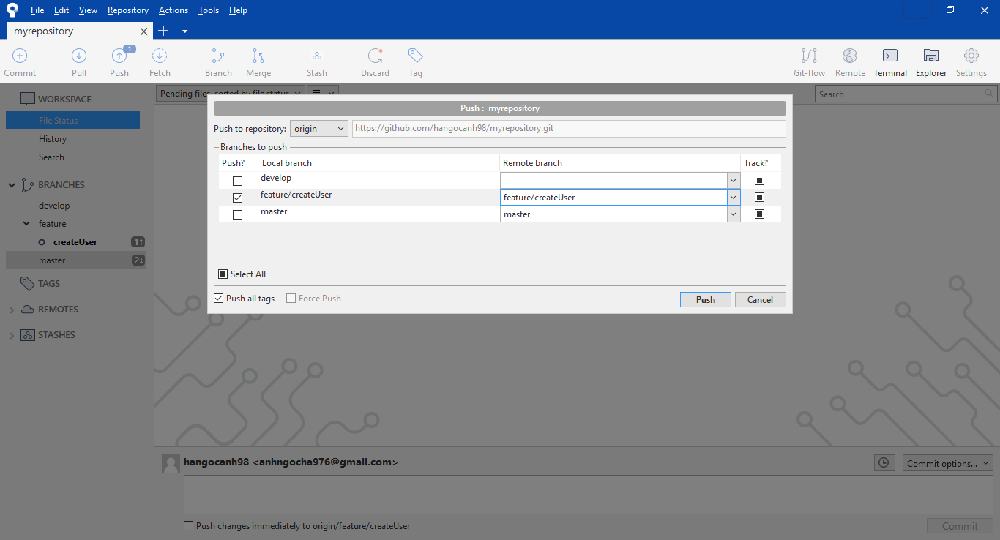 File Edit View Repository Actions Tools Help
myrepository
1
Commit Pull Push Fetch Branch Merge Stash Discard Tag Git-flow Remote Terminal Explorer Settings
WORKSPACE
File Status
History
Search
BRANCHES
develop
feature
createUser 1↑
master 2↓
TAGS
REMOTES
STASHES
Pending files, sorted by file status
Search
Push : myrepository
Push to repository: origin https://github.com/hangocanh98/myrepository.git
Branches to push
Push? Local branch Remote branch Track?
develop
feature/createUser feature/createUser
master master
Select All
Push all tags Force Push Push Cancel
hangocanh98 <anhngocha976@gmail.com>
Commit options...
Push changes immediately to origin/feature/createUser
Commit